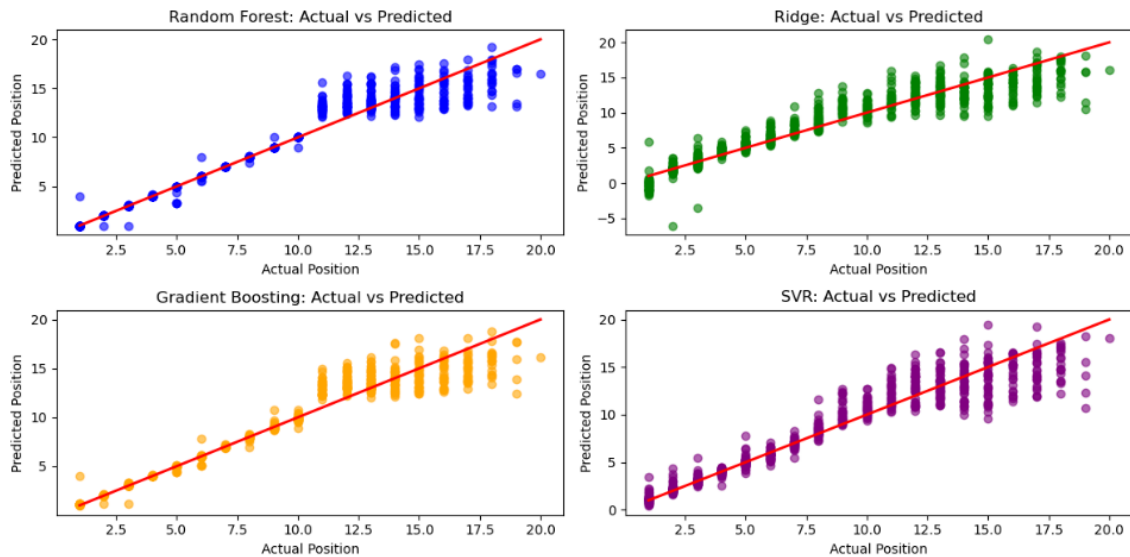 Random Forest: Actual vs Predicted
Predicted Position
20
15
10
5
2.5 5.0 7.5 10.0 12.5 15.0 17.5 20.0
Actual Position
Ridge: Actual vs Predicted
Predicted Position
20
15
10
5
0
−5
2.5 5.0 7.5 10.0 12.5 15.0 17.5 20.0
Actual Position
Gradient Boosting: Actual vs Predicted
Predicted Position
20
15
10
5
2.5 5.0 7.5 10.0 12.5 15.0 17.5 20.0
Actual Position
SVR: Actual vs Predicted
Predicted Position
20
15
10
5
0
2.5 5.0 7.5 10.0 12.5 15.0 17.5 20.0
Actual Position